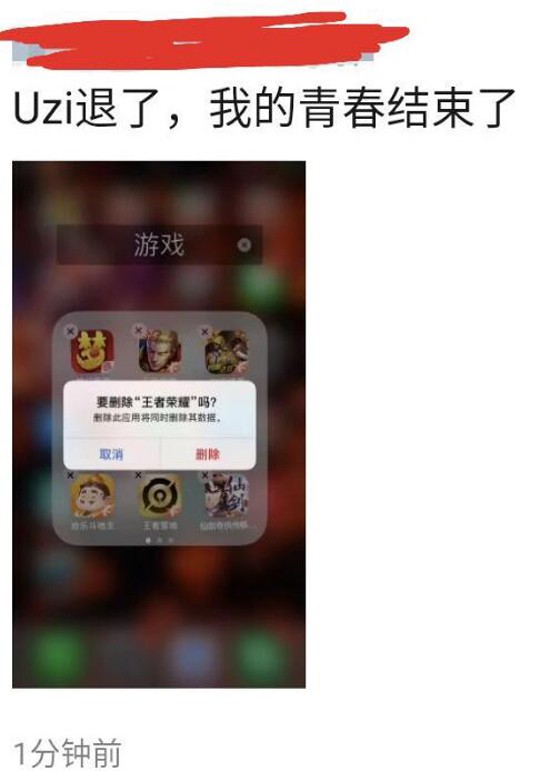 Uzi退了，我的青春结束了
游戏
要删除“王者荣耀”吗？
删除此应用将同时删除其数据。
取消 删除
欢乐斗地主 王者营地 仙剑奇侠传移...
1分钟前